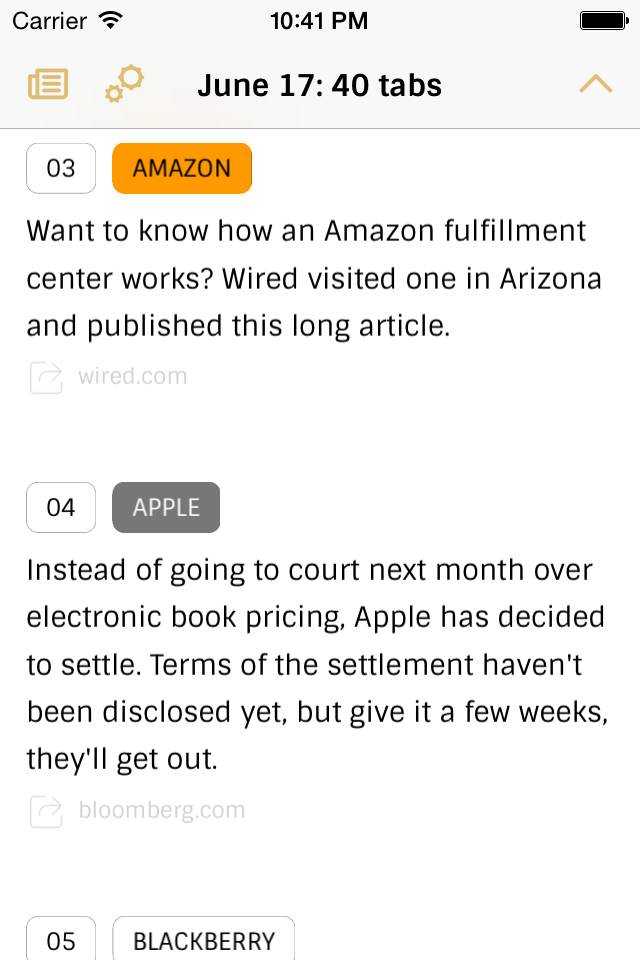 Carrier 10:41 PM
June 17: 40 tabs
03 AMAZON
Want to know how an Amazon fulfillment
center works? Wired visited one in Arizona
and published this long article.
wired.com
04 APPLE
Instead of going to court next month over
electronic book pricing, Apple has decided
to settle. Terms of the settlement haven't
been disclosed yet, but give it a few weeks,
they'll get out.
bloomberg.com
05 BLACKBERRY